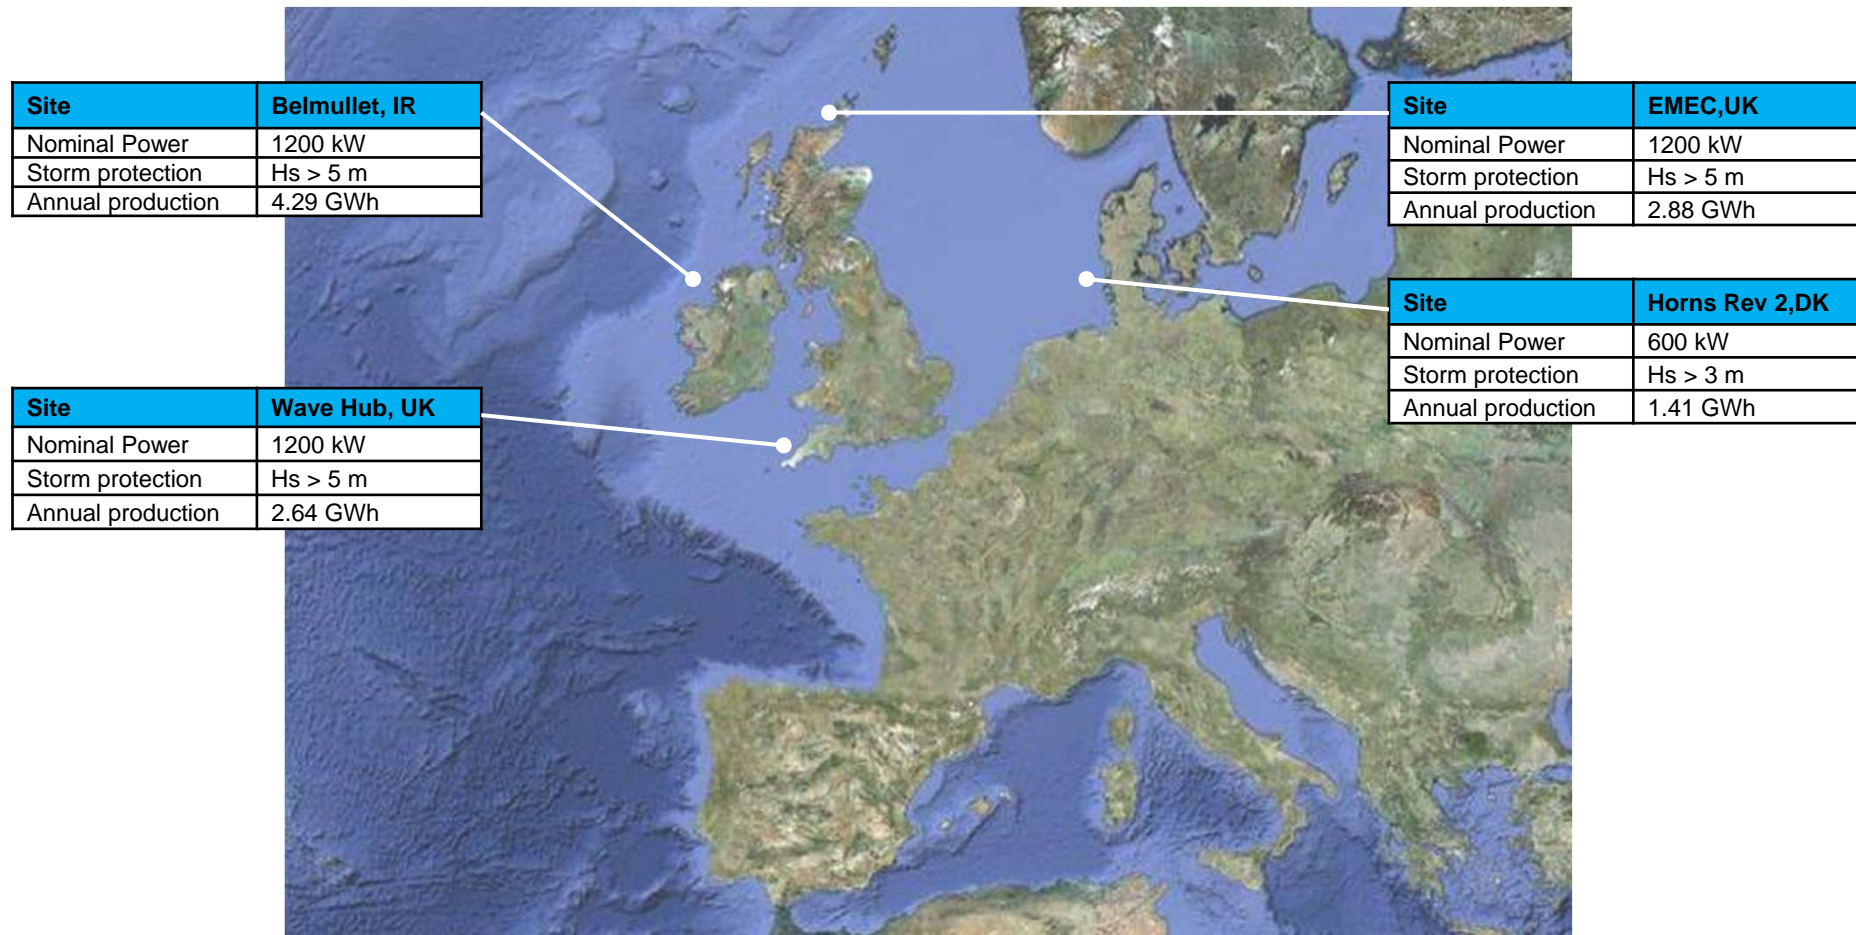 Site Belmullet, IR
Nominal Power 1200 kW
Storm protection Hs > 5 m
Annual production 4.29 GWh
Site EMEC,UK
Nominal Power 1200 kW
Storm protection Hs > 5 m
Annual production 2.88 GWh
Site Horns Rev 2,DK
Nominal Power 600 kW
Storm protection Hs > 3 m
Annual production 1.41 GWh
Site Wave Hub, UK
Nominal Power 1200 kW
Storm protection Hs > 5 m
Annual production 2.64 GWh